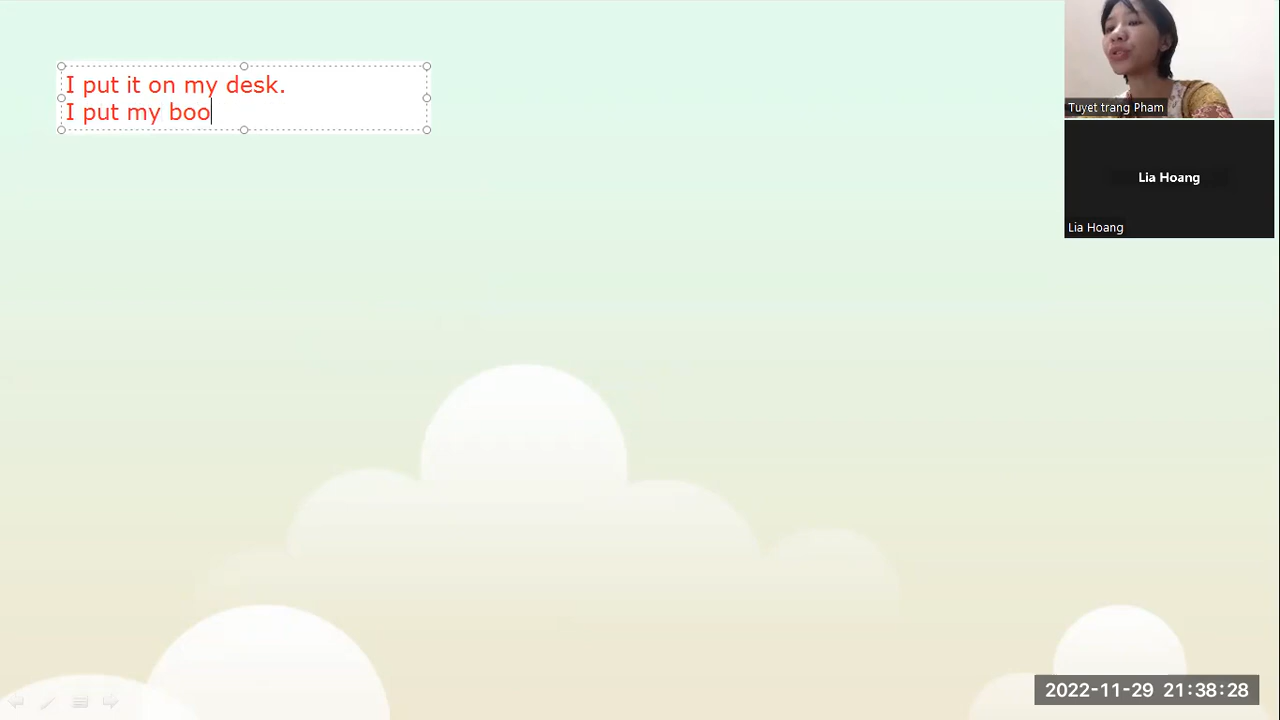 I put it on my desk.
I put my boo
Tuyet trang Pham
Lia Hoang
Lia Hoang
2022-11-29 21:38:28